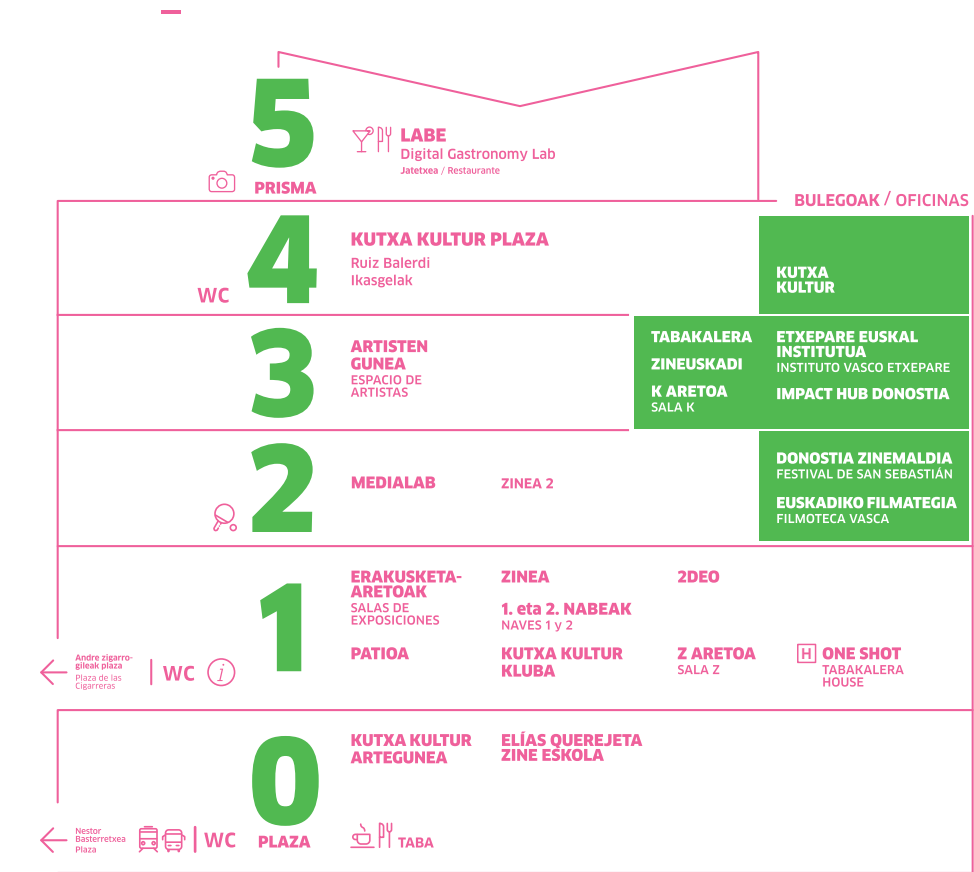 5
LABE
Digital Gastronomy Lab
Jatetxea / Restaurante
PRISMA
BULEGOAK / OFICINAS
4
WC
KUTXA KULTUR PLAZA
Ruiz Balerdi
Ikasgelak
KUTXA
KULTUR
3
ARTISTEN
GUNEA
ESPACIO DE
ARTISTAS
TABAKALERA
ZINEUSKADI
K ARETOA
SALA K
ETXEPARE EUSKAL
INSTITUTUA
INSTITUTO VASCO ETXEPARE
IMPACT HUB DONOSTIA
2
MEDIALAB
ZINEA 2
DONOSTIA ZINEMALDIA
FESTIVAL DE SAN SEBASTIÁN
EUSKADIKO FILMATEGIA
FILMOTECA VASCA
1
Andre zigarro-
gileak plaza
Plaza de las
Cigarreras
WC
i
ERAKUSKETA-
ARETOAK
SALAS DE
EXPOSICIONES
ZINEA
2DEO
1. eta 2. NABEAK
NAVES 1 y 2
PATIOA
KUTXA KULTUR
KLUBA
Z ARETOA
SALA Z
H ONE SHOT
TABAKALERA
HOUSE
0
PLAZA
Nestor
Basterretxea
Plaza
WC
KUTXA KULTUR
ARTEGUNEA
ELÍAS QUEREJETA
ZINE ESKOLA
TABA